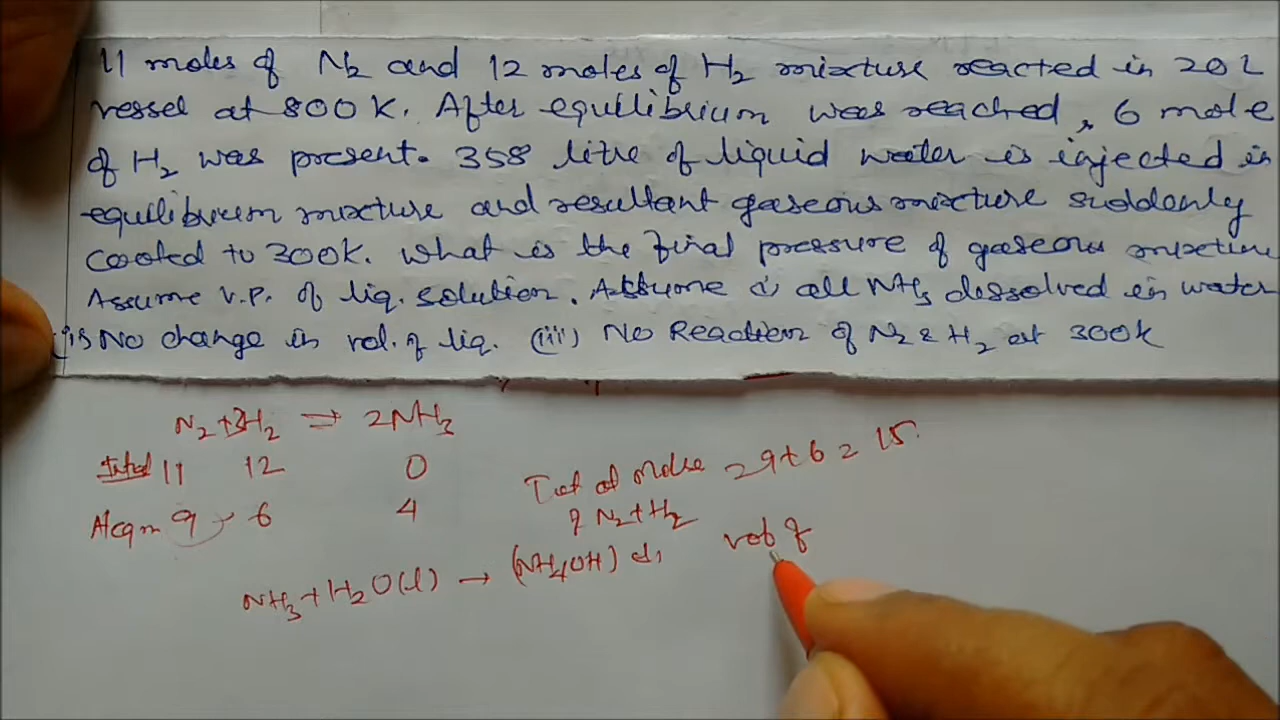 11 moles of N2 and 12 moles of H2 mixture reacted in 20 L
vessel at 800 K. After equilibrium was reached, 6 mole
of H2 was present. 358 litre of liquid water is injected in
equilibrium mixture and resultant gaseous mixture suddenly
cooled to 300K. What is the final pressure of gaseous mixture
Assume V.P. of liq. solution. Assume (i) all NH3 dissolved in water
(ii) No change in vol. of liq. (iii) No Reaction of N2 & H2 at 300K
N2 + 3H2 ⇌ 2NH3
Initial 11 12 0
At eqm 9 6 4
Total mole = 9+6 = 15
of N2 + H2
NH3 + H2O(l) → (NH4OH)
vol of